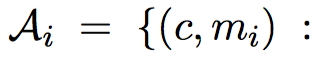 𝒜ᵢ = {(c, mᵢ) :